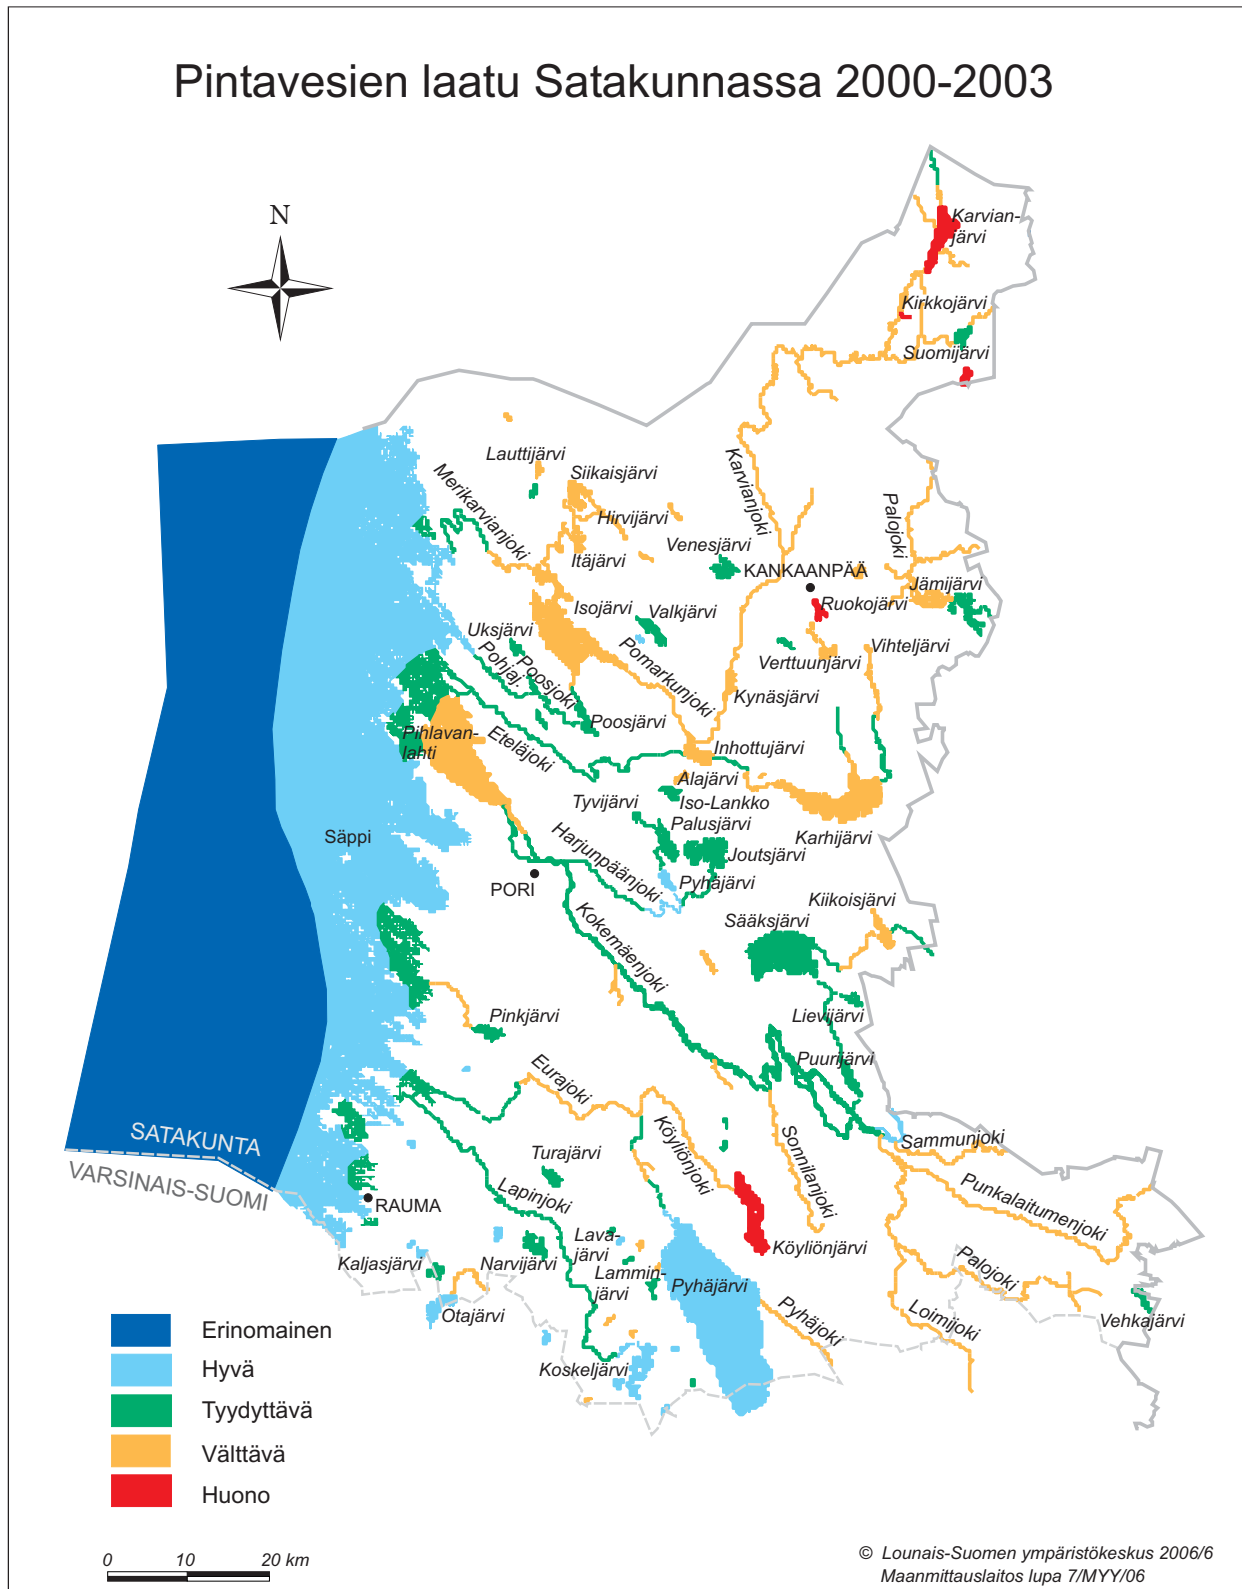 Pintavesien laatu Satakunnassa 2000-2003
N
Karvian-
järvi
Kirkkojärvi
Suomijärvi
Lauttijärvi
Siikaisjärvi
Merikarvianjoki
Hirvijärvi
Karvianjoki
Palojoki
Venesjärvi
Itäjärvi
KANKAANPÄÄ
Jämijärvi
Isojärvi
Valkjärvi
Ruokojärvi
Uksjärvi
Pohjaj.
Poosjoki
Pomarkunjoki
Verttuunjärvi
Vihteljärvi
Kynäsjärvi
Poosjärvi
Pihlavan-
lahti
Eteläjoki
Inhottujärvi
Alajärvi
Iso-Lankko
Tyvijärvi
Palusjärvi
Karhijärvi
Säppi
Harjunpäänjoki
Joutsjärvi
PORI
Pyhäjärvi
Kokemäenjoki
Sääksjärvi
Kiikoisjärvi
Pinkjärvi
Lievijärvi
Puurijärvi
Eurajoki
Köyliönjoki
Sonnilanjoki
Sammunjoki
SATAKUNTA
VARSINAIS-SUOMI
Turajärvi
Lapinjoki
Punkalaitumenjoki
RAUMA
Köyliönjärvi
Lava-
järvi
Kaljasjärvi
Narvijärvi
Lammin-
järvi
Pyhäjärvi
Palojoki
Otajärvi
Pyhäjoki
Loimijoki
Vehkajärvi
Koskeljärvi
Erinomainen
Hyvä
Tyydyttävä
Välttävä
Huono
0 10 20 km
© Lounais-Suomen ympäristökeskus 2006/6
Maanmittauslaitos lupa 7/MYY/06